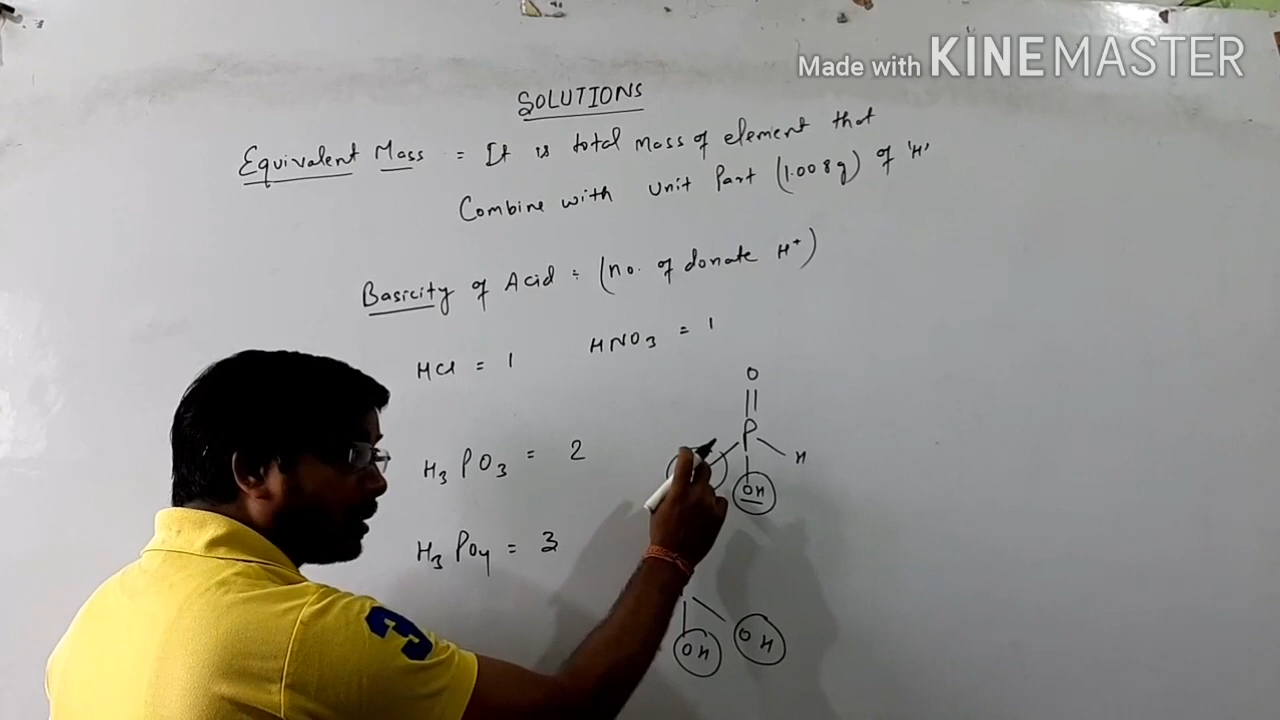 Made with KINEMASTER
SOLUTIONS
Equivalent Mass = It is total mass of element that
Combine with unit Part (1.008g) of 'H'
Basicity of Acid = (no. of donate H+)
HCl = 1 HNO3 = 1
O
P
H3PO3 = 2
H
OH
H3PO4 = 3
OH OH
3